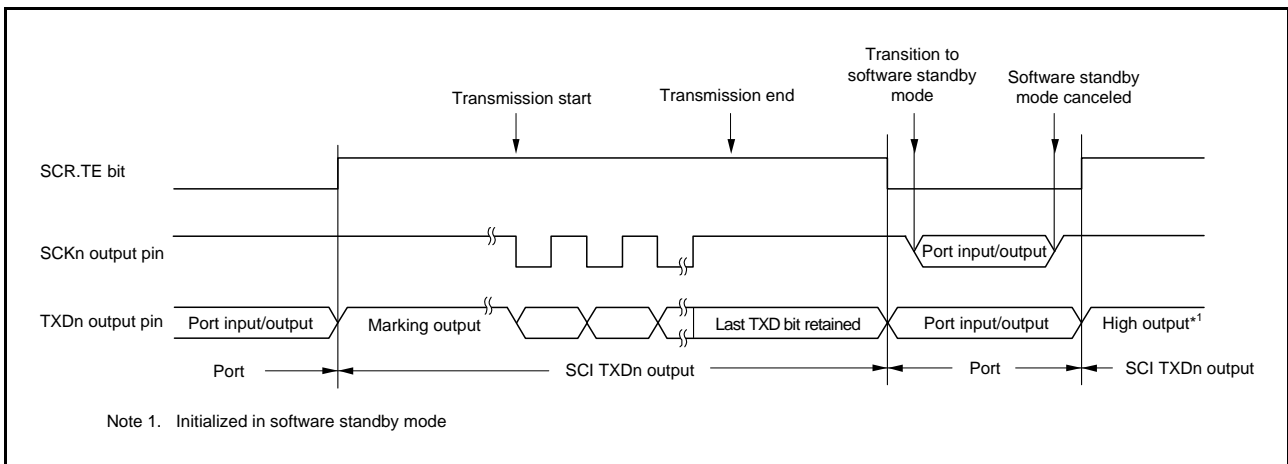 Transition to
software standby
mode
Software standby
mode canceled
Transmission start
Transmission end
SCR.TE bit
SCKn output pin
Port input/output
TXDn output pin
Port input/output
Marking output
Last TXD bit retained
Port input/output
High output*1
Port
SCI TXDn output
Port
SCI TXDn output
Note 1. Initialized in software standby mode